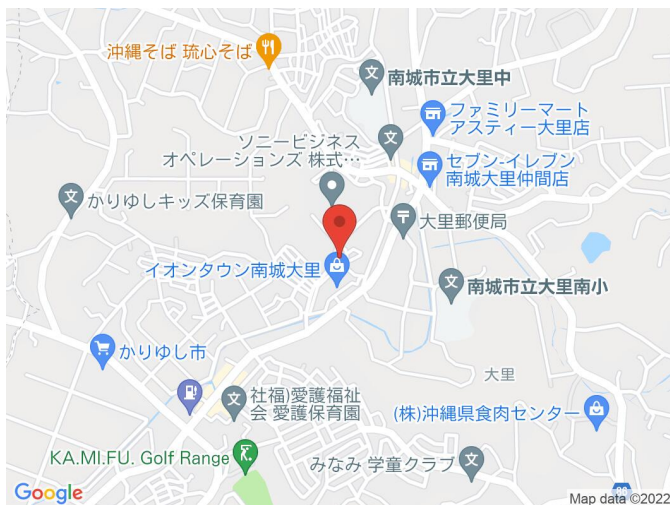 沖縄そば 琉心そば
南城市立大里中
ファミリーマート
アスティー大里店
ソニービジネス
オペレーションズ 株式…
セブン-イレブン
南城大里仲間店
かりゆしキッズ保育園
大里郵便局
イオンタウン南城大里
南城市立大里南小
かりゆし市
大里
社福)愛護福祉
会 愛護保育園
(株)沖縄県食肉センター
KA.MI.FU. Golf Range
みなみ 学童クラブ
Google
Map data ©2022